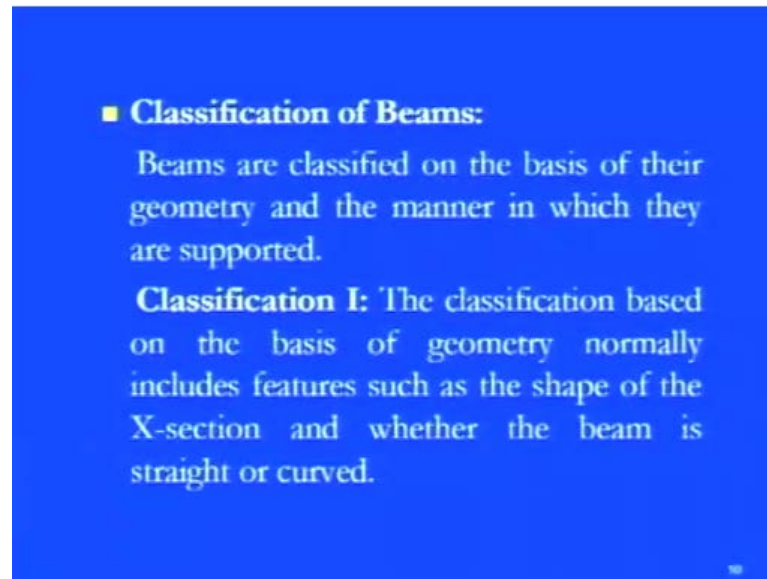 Classification of Beams:
Beams are classified on the basis of their
geometry and the manner in which they
are supported.
Classification I: The classification based
on the basis of geometry normally
includes features such as the shape of the
X-section and whether the beam is
straight or curved.